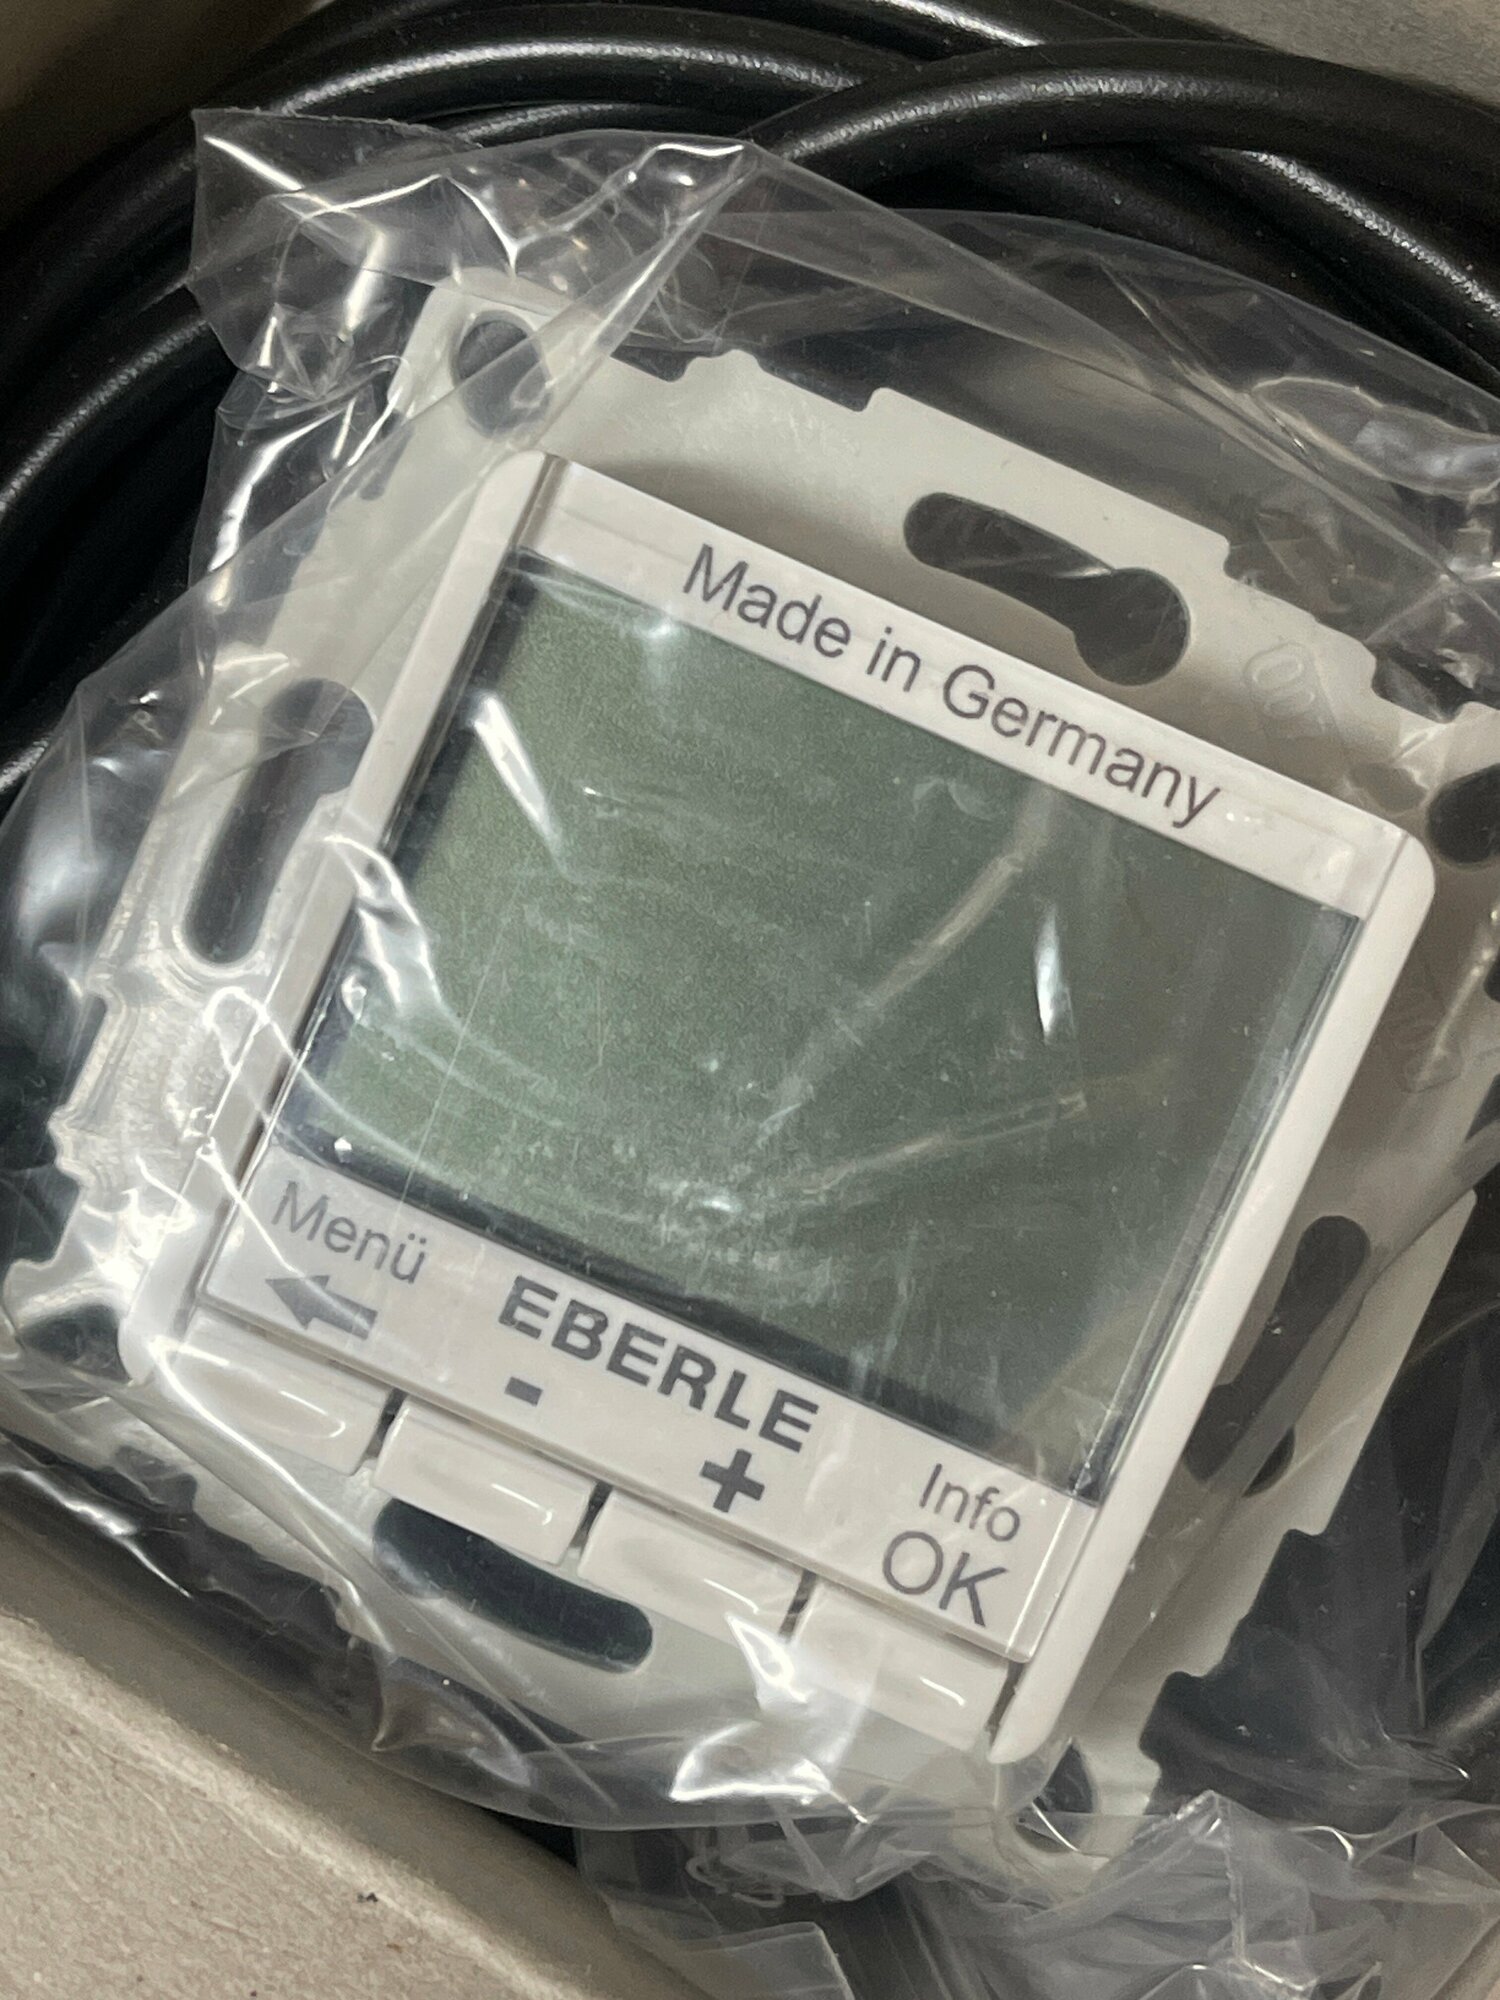 Made in Germany
Menü
EBERLE
- +
Info
OK